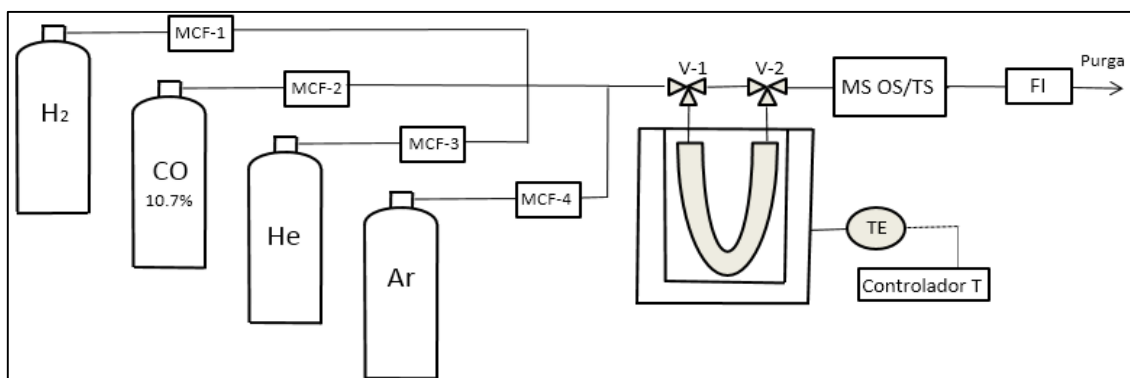 MCF-1
H2
MCF-2
CO
10.7%
MCF-3
He
MCF-4
Ar
V-1
V-2
MS OS/TS
FI
Purga
TE
Controlador T